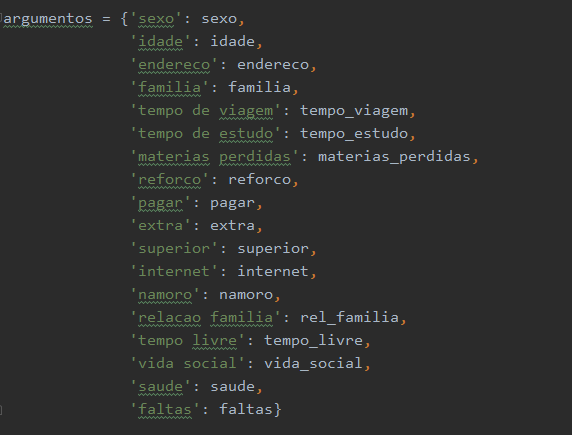 argumentos = {'sexo': sexo,
'idade': idade,
'endereco': endereco,
'familia': familia,
'tempo de viagem': tempo_viagem,
'tempo de estudo': tempo_estudo,
'materias perdidas': materias_perdidas,
'reforco': reforco,
'pagar': pagar,
'extra': extra,
'superior': superior,
'internet': internet,
'namoro': namoro,
'relacao familia': rel_familia,
'tempo livre': tempo_livre,
'vida social': vida_social,
'saude': saude,
'faltas': faltas}